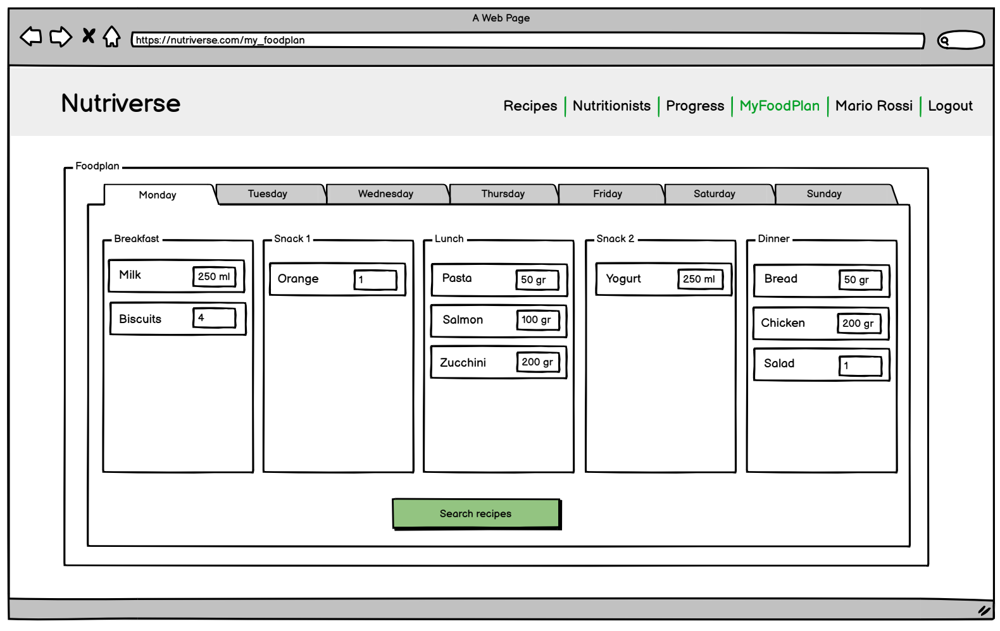 A Web Page
https://nutriverse.com/my_foodplan
Nutriverse
Recipes
Nutritionists
Progress
MyFoodPlan
Mario Rossi
Logout
Foodplan
Monday
Tuesday
Wednesday
Thursday
Friday
Saturday
Sunday
Breakfast
Milk
250 ml
Biscuits
4
Snack 1
Orange
1
Lunch
Pasta
50 gr
Salmon
100 gr
Zucchini
200 gr
Snack 2
Yogurt
250 ml
Dinner
Bread
50 gr
Chicken
200 gr
Salad
1
Search recipes